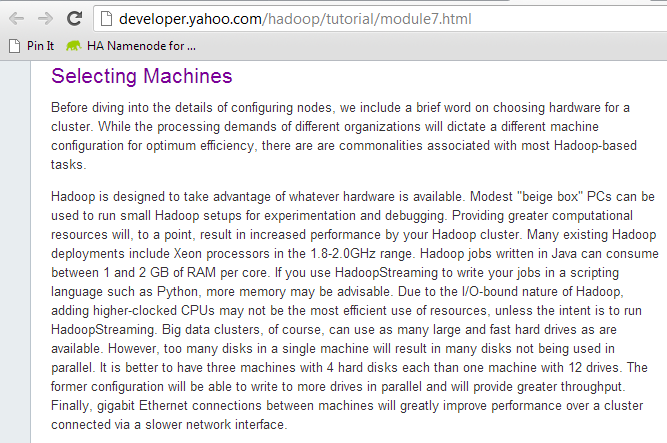 developer.yahoo.com/hadoop/tutorial/module7.html
Pin It HA Namenode for ...
Selecting Machines
Before diving into the details of configuring nodes, we include a brief word on choosing hardware for a
cluster. While the processing demands of different organizations will dictate a different machine
configuration for optimum efficiency, there are are commonalities associated with most Hadoop-based
tasks.
Hadoop is designed to take advantage of whatever hardware is available. Modest "beige box" PCs can be
used to run small Hadoop setups for experimentation and debugging. Providing greater computational
resources will, to a point, result in increased performance by your Hadoop cluster. Many existing Hadoop
deployments include Xeon processors in the 1.8-2.0GHz range. Hadoop jobs written in Java can consume
between 1 and 2 GB of RAM per core. If you use HadoopStreaming to write your jobs in a scripting
language such as Python, more memory may be advisable. Due to the I/O-bound nature of Hadoop,
adding higher-clocked CPUs may not be the most efficient use of resources, unless the intent is to run
HadoopStreaming. Big data clusters, of course, can use as many large and fast hard drives as are
available. However, too many disks in a single machine will result in many disks not being used in
parallel. It is better to have three machines with 4 hard disks each than one machine with 12 drives. The
former configuration will be able to write to more drives in parallel and will provide greater throughput.
Finally, gigabit Ethernet connections between machines will greatly improve performance over a cluster
connected via a slower network interface.